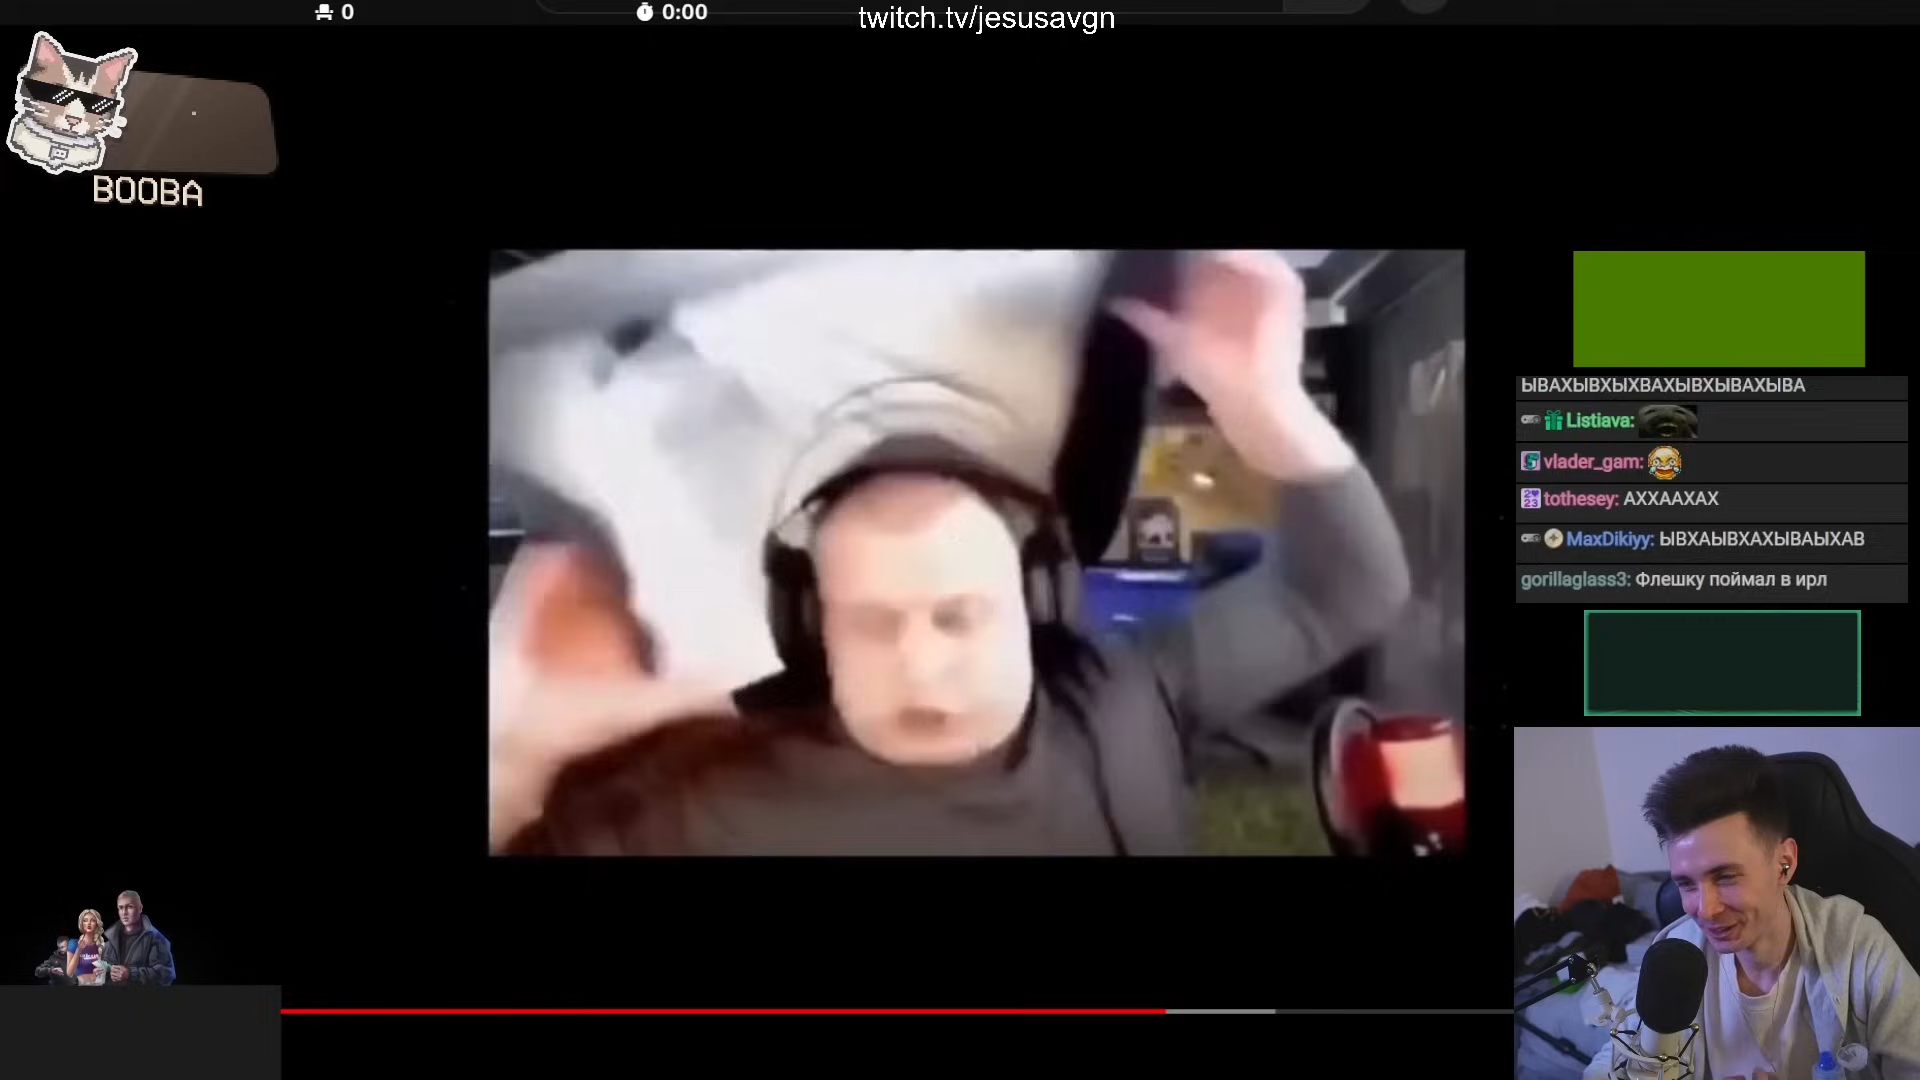 0
0:00
twitch.tv/jesusavgn
BOOBA
ЫВАХЫВХЫХВАХЫВХЫВАХЫВА
Listiava:
vlader_gam:
tothesey: АХХААХАХ
MaxDikiyy: ЫВХАЫВХАХЫВАЫХАВ
gorillaglass3: Флешку поймал в ирл